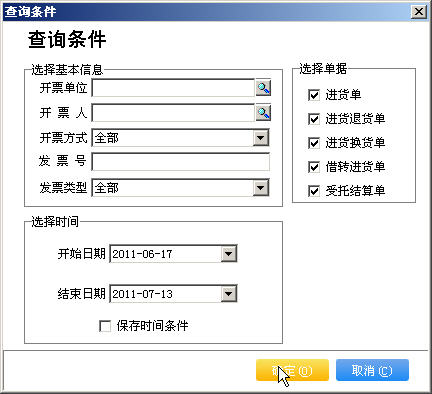 查询条件
查询条件
选择基本信息
开票单位
开 票 人
开票方式 全部
发 票 号
发票类型 全部
选择单据
进货单
进货退货单
进货换货单
借转进货单
受托结算单
选择时间
开始日期 2011-06-17
结束日期 2011-07-13
保存时间条件
(O)
取消 (C)